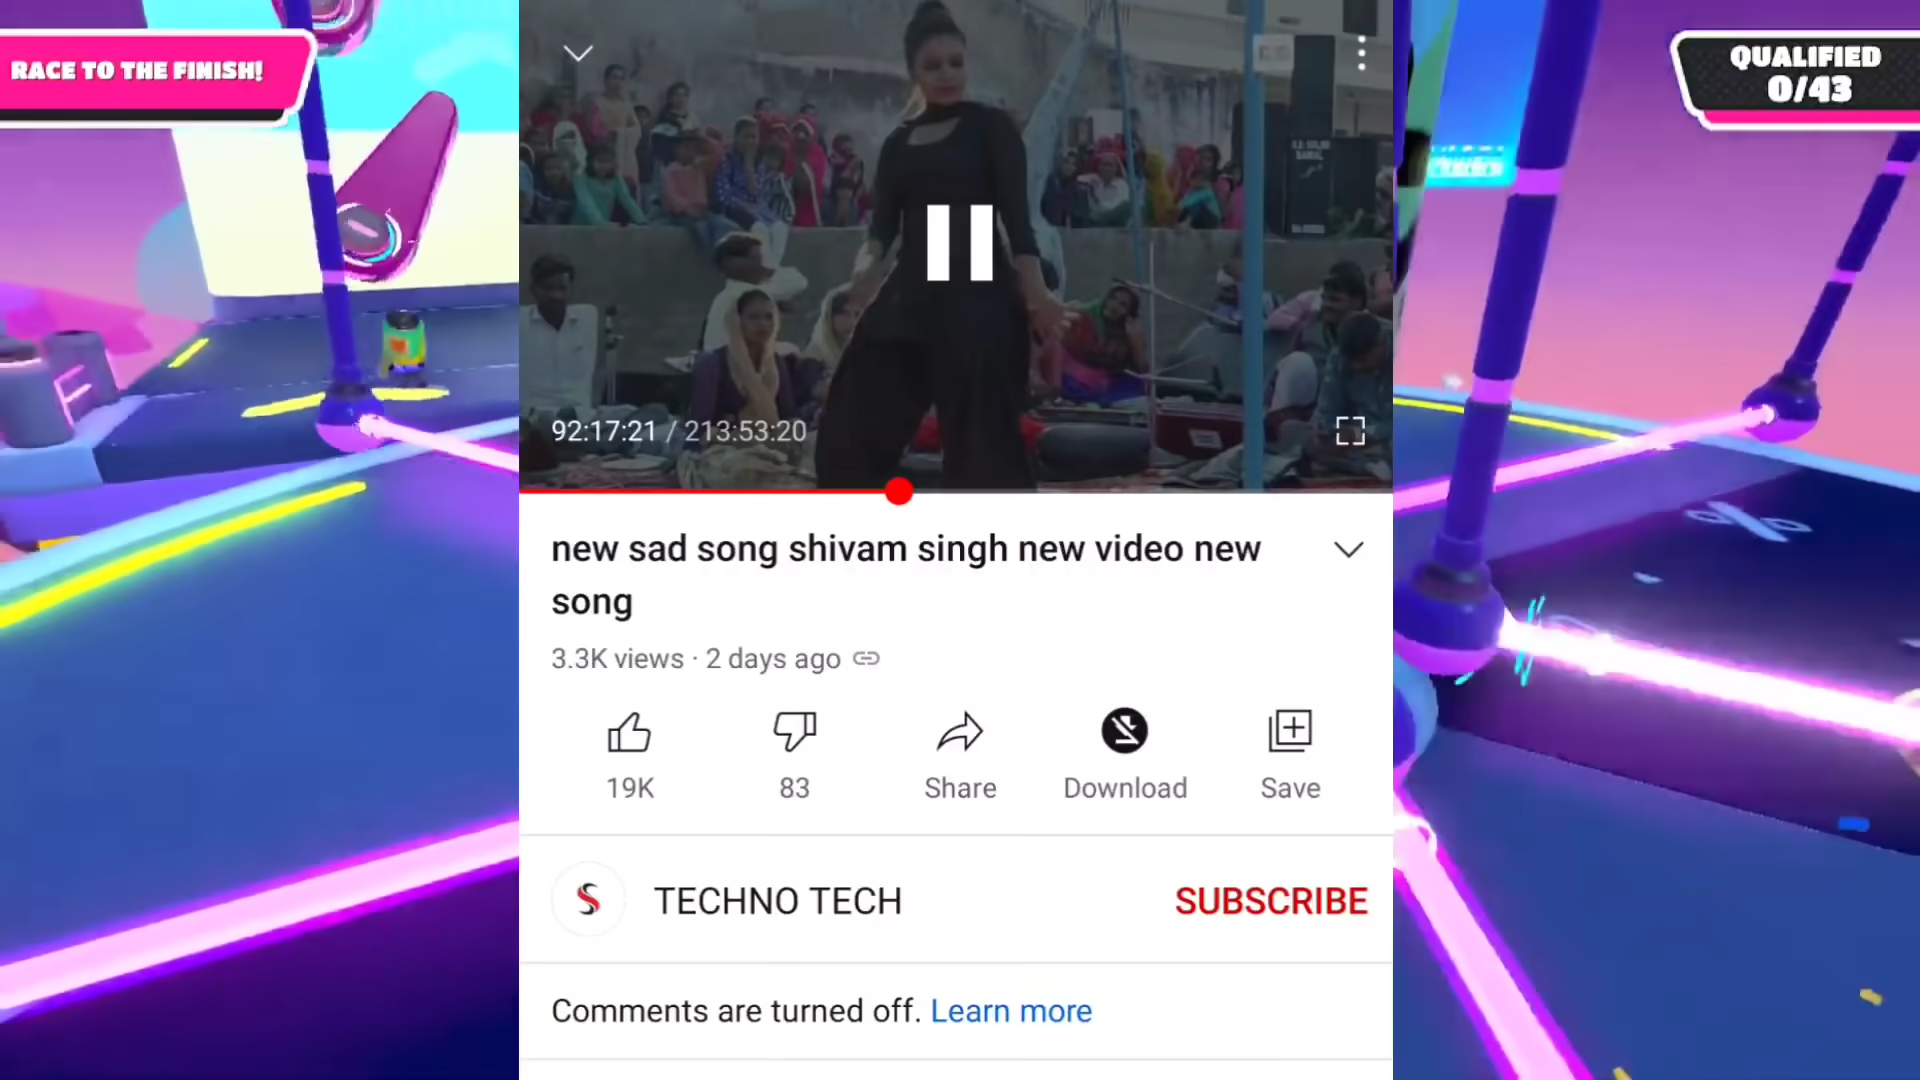 RACE TO THE FINISH!
QUALIFIED
0/43
92:17:21 / 213:53:20
new sad song shivam singh new video new
song
3.3K views · 2 days ago
19K
83
Share
Download
Save
TECHNO TECH
SUBSCRIBE
Comments are turned off. Learn more